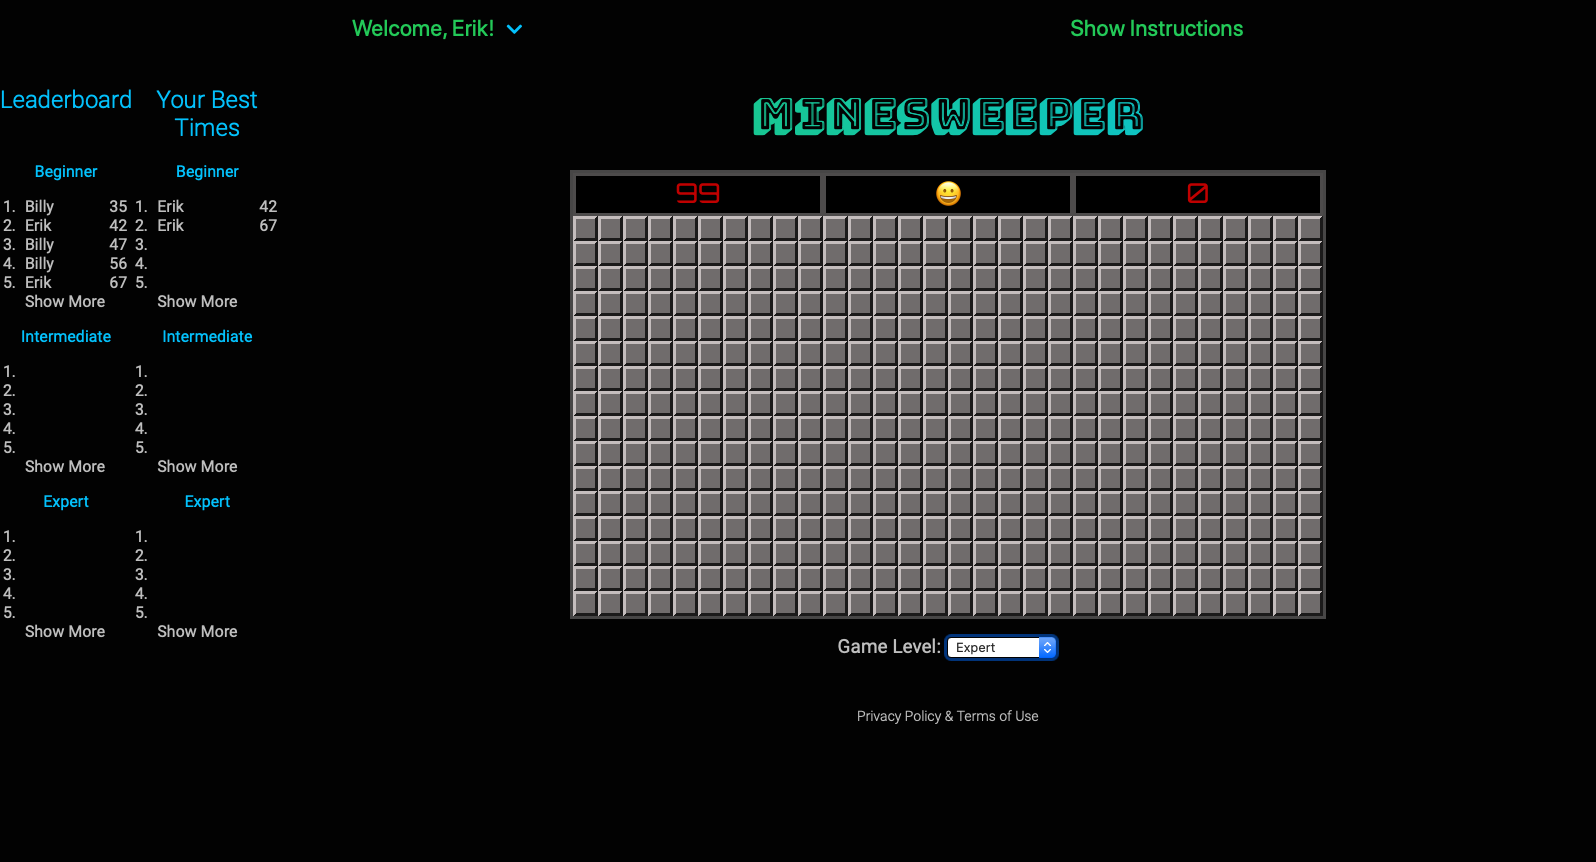 Welcome, Erik!
Show Instructions
Leaderboard
Your Best
Times
MINESWEEPER
99 😀 0
Beginner
1. Billy 35
2. Erik 42
3. Billy 47
4. Billy 56
5. Erik 67
Show More
Intermediate
1.
2.
3.
4.
5.
Show More
Expert
1.
2.
3.
4.
5.
Show More
Beginner
1. Erik 42
2. Erik 67
3.
4.
5.
Show More
Intermediate
1.
2.
3.
4.
5.
Show More
Expert
1.
2.
3.
4.
5.
Show More
Game Level: Expert
Privacy Policy & Terms of Use